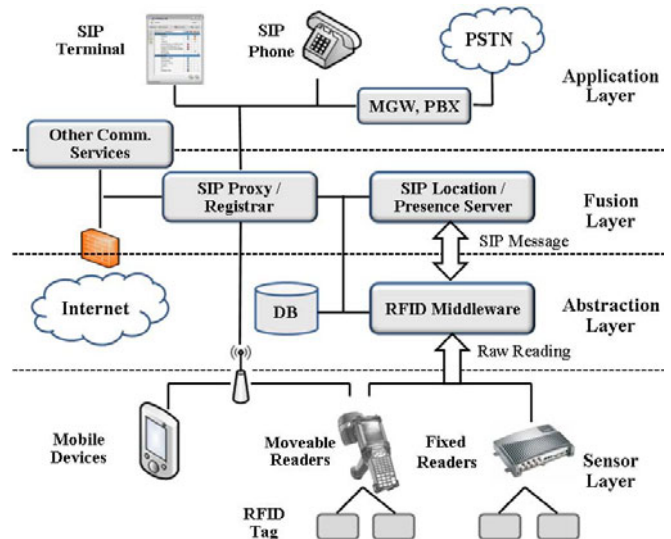 SIP
Terminal
SIP
Phone
PSTN
Application
Layer
MGW, PBX
Other Comm.
Services
SIP Proxy /
Registrar
SIP Location /
Presence Server
Fusion
Layer
SIP Message
Internet
DB
RFID Middleware
Abstraction
Layer
Raw Reading
Mobile
Devices
Moveable
Readers
Fixed
Readers
Sensor
Layer
RFID
Tag